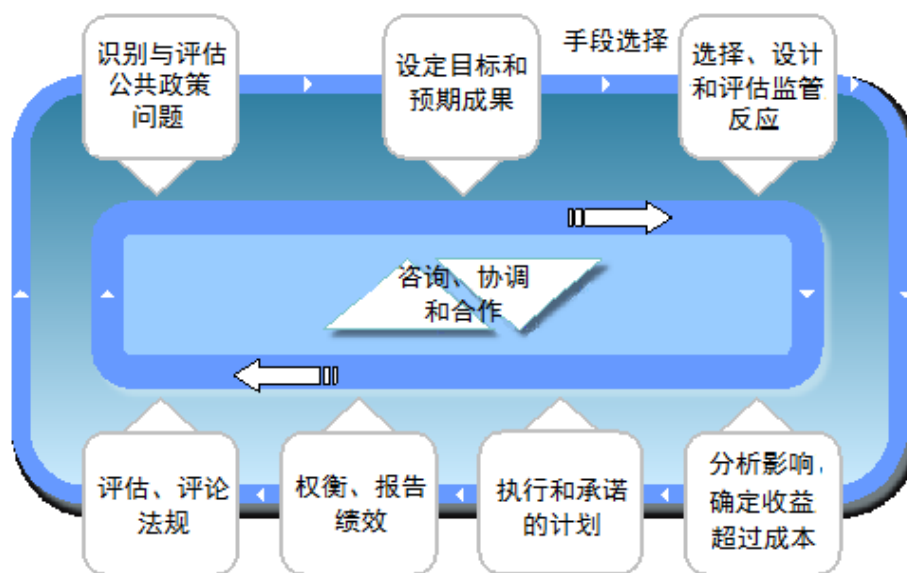 识别与评估
公共政策
问题
设定目标和
预期成果
手段选择
选择、设计
和评估监管
反应
咨询、协调
和合作
评估、评论
法规
权衡、报告
绩效
执行和承诺
的计划
分析影响，
确定收益
超过成本